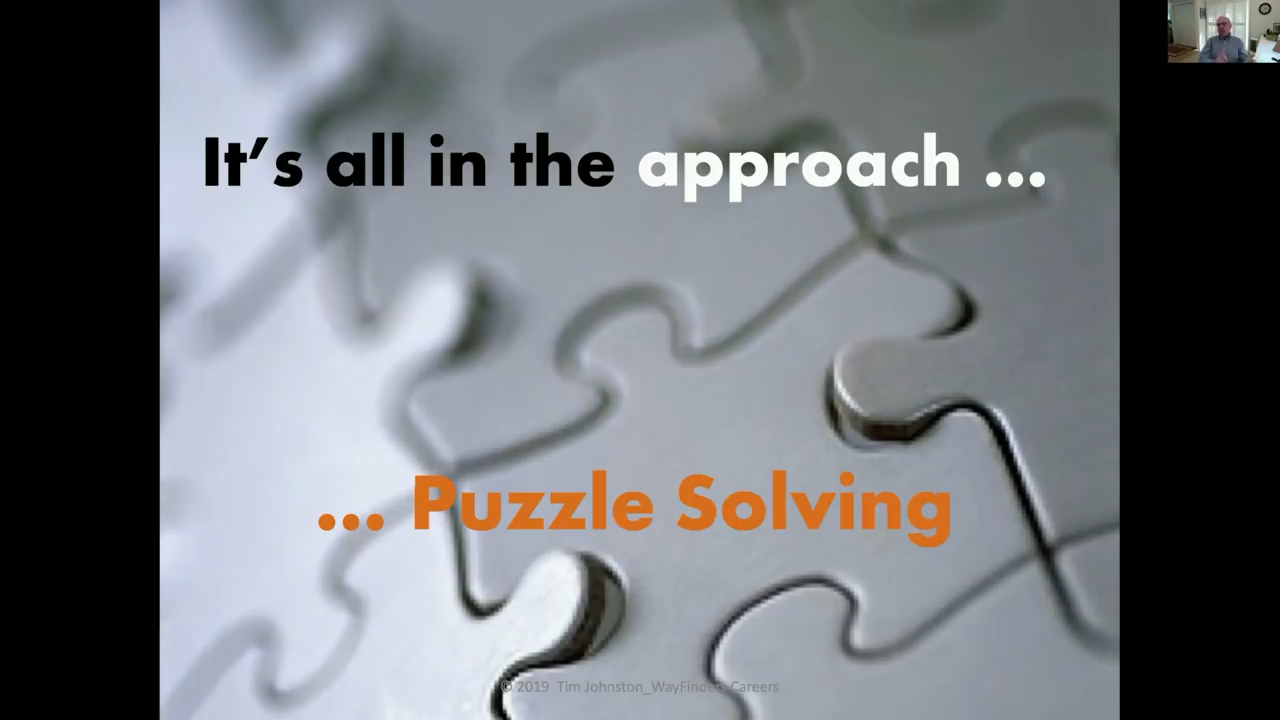 It’s all in the approach ...
... Puzzle Solving
© 2019 Tim Johnston_WayFinders Careers